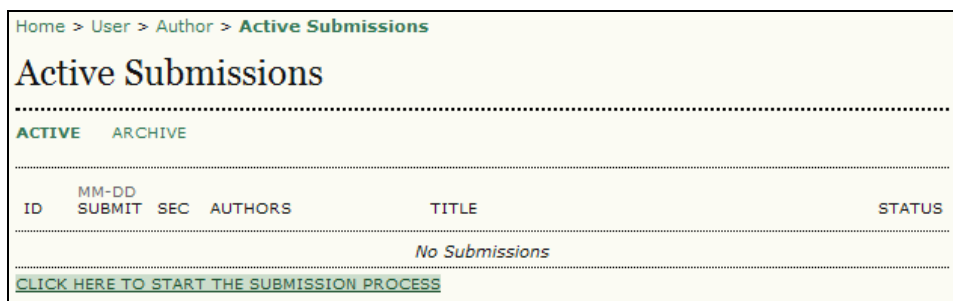 Home > User > Author > Active Submissions
Active Submissions
ACTIVE ARCHIVE
MM-DD
ID SUBMIT SEC AUTHORS TITLE STATUS
No Submissions
CLICK HERE TO START THE SUBMISSION PROCESS